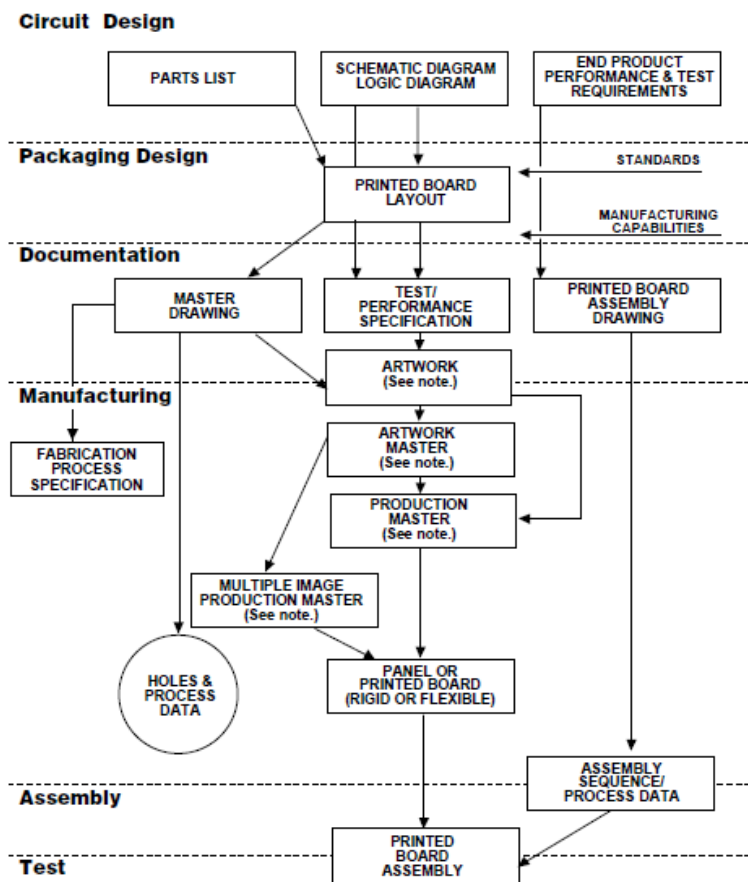 Circuit Design
PARTS LIST
SCHEMATIC DIAGRAM
LOGIC DIAGRAM
END PRODUCT
PERFORMANCE & TEST
REQUIREMENTS
Packaging Design
STANDARDS
PRINTED BOARD
LAYOUT
MANUFACTURING
CAPABILITIES
Documentation
MASTER
DRAWING
TEST/
PERFORMANCE
SPECIFICATION
PRINTED BOARD
ASSEMBLY
DRAWING
ARTWORK
(See note.)
Manufacturing
FABRICATION
PROCESS
SPECIFICATION
ARTWORK
MASTER
(See note.)
PRODUCTION
MASTER
(See note.)
MULTIPLE IMAGE
PRODUCTION MASTER
(See note.)
HOLES &
PROCESS
DATA
PANEL OR
PRINTED BOARD
(RIGID OR FLEXIBLE)
ASSEMBLY
SEQUENCE/
PROCESS DATA
Assembly
PRINTED
BOARD
ASSEMBLY
Test